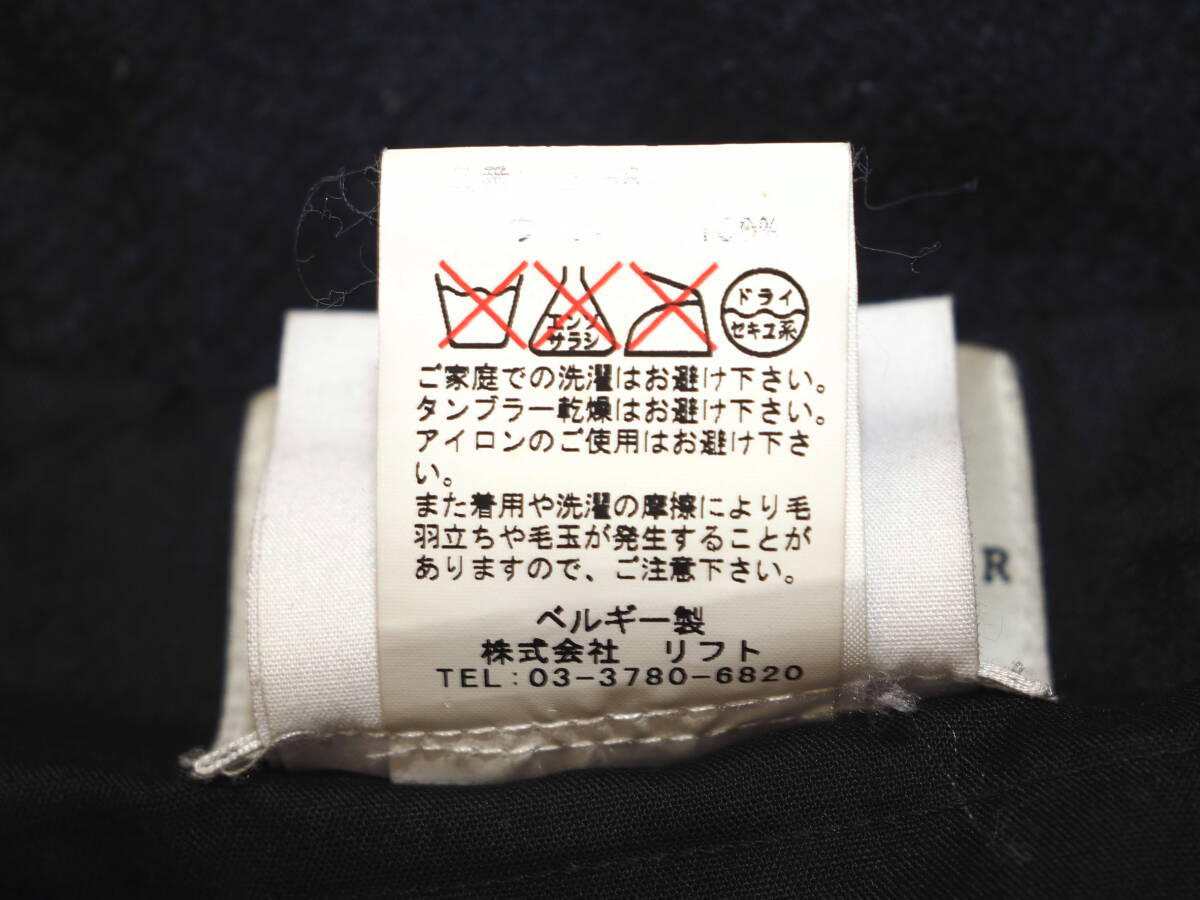 エンソ
サラシ
ドライ
セキユ系
ご家庭での洗濯はお避け下さい。
タンブラー乾燥はお避け下さい。
アイロンのご使用はお避け下さ
い。
また着用や洗濯の摩擦により毛
羽立ちや毛玉が発生することが
ありますので、ご注意下さい。
ベルギー製
株式会社 リフト
TEL:03-3780-6820
R